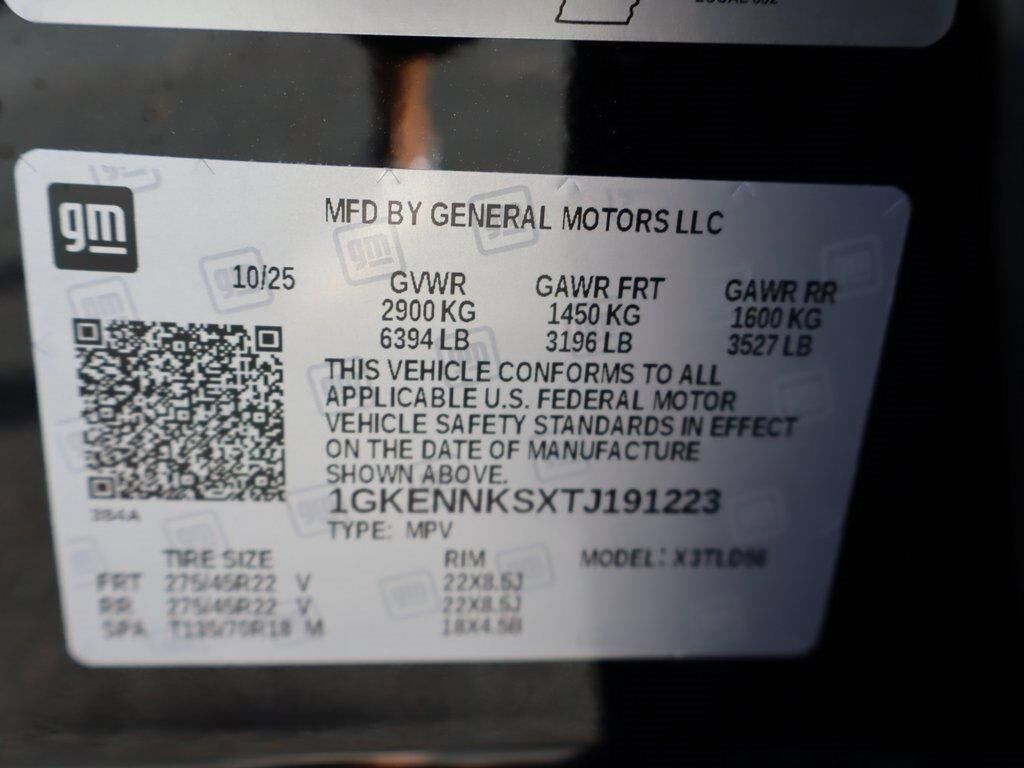 gm
MFD BY GENERAL MOTORS LLC
10/25 GVWR GAWR FRT GAWR RR
2900 KG 1450 KG 1600 KG
6394 LB 3196 LB 3527 LB
THIS VEHICLE CONFORMS TO ALL
APPLICABLE U.S. FEDERAL MOTOR
VEHICLE SAFETY STANDARDS IN EFFECT
ON THE DATE OF MANUFACTURE
SHOWN ABOVE.
1GKENNKSXTJ191223
TYPE: MPV
TIRE SIZE RIM MODEL:
FRT 275/45R22 V 22X8.5J
RR 275/45R22 V 22X8.5J
SPA T135/70R18 M 18X4.5B